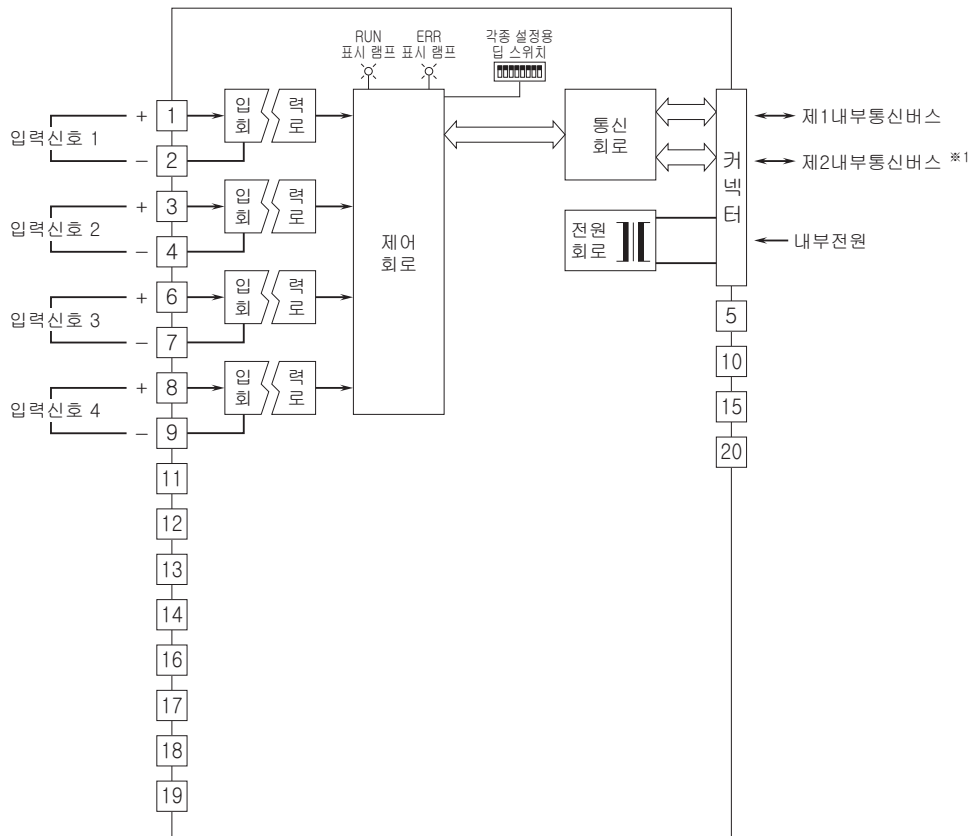 RUN
표시 램프
ERR
표시 램프
각종 설정용
딥 스위치
입력신호 1
+ 1
− 2
입 력
회 로
입력신호 2
+ 3
− 4
입 력
회 로
입력신호 3
+ 6
− 7
입 력
회 로
입력신호 4
+ 8
− 9
입 력
회 로
11
12
13
14
16
17
18
19
제어
회로
통신
회로
전원
회로
커넥터
제1내부통신버스
제2내부통신버스 ※1
내부전원
5
10
15
20